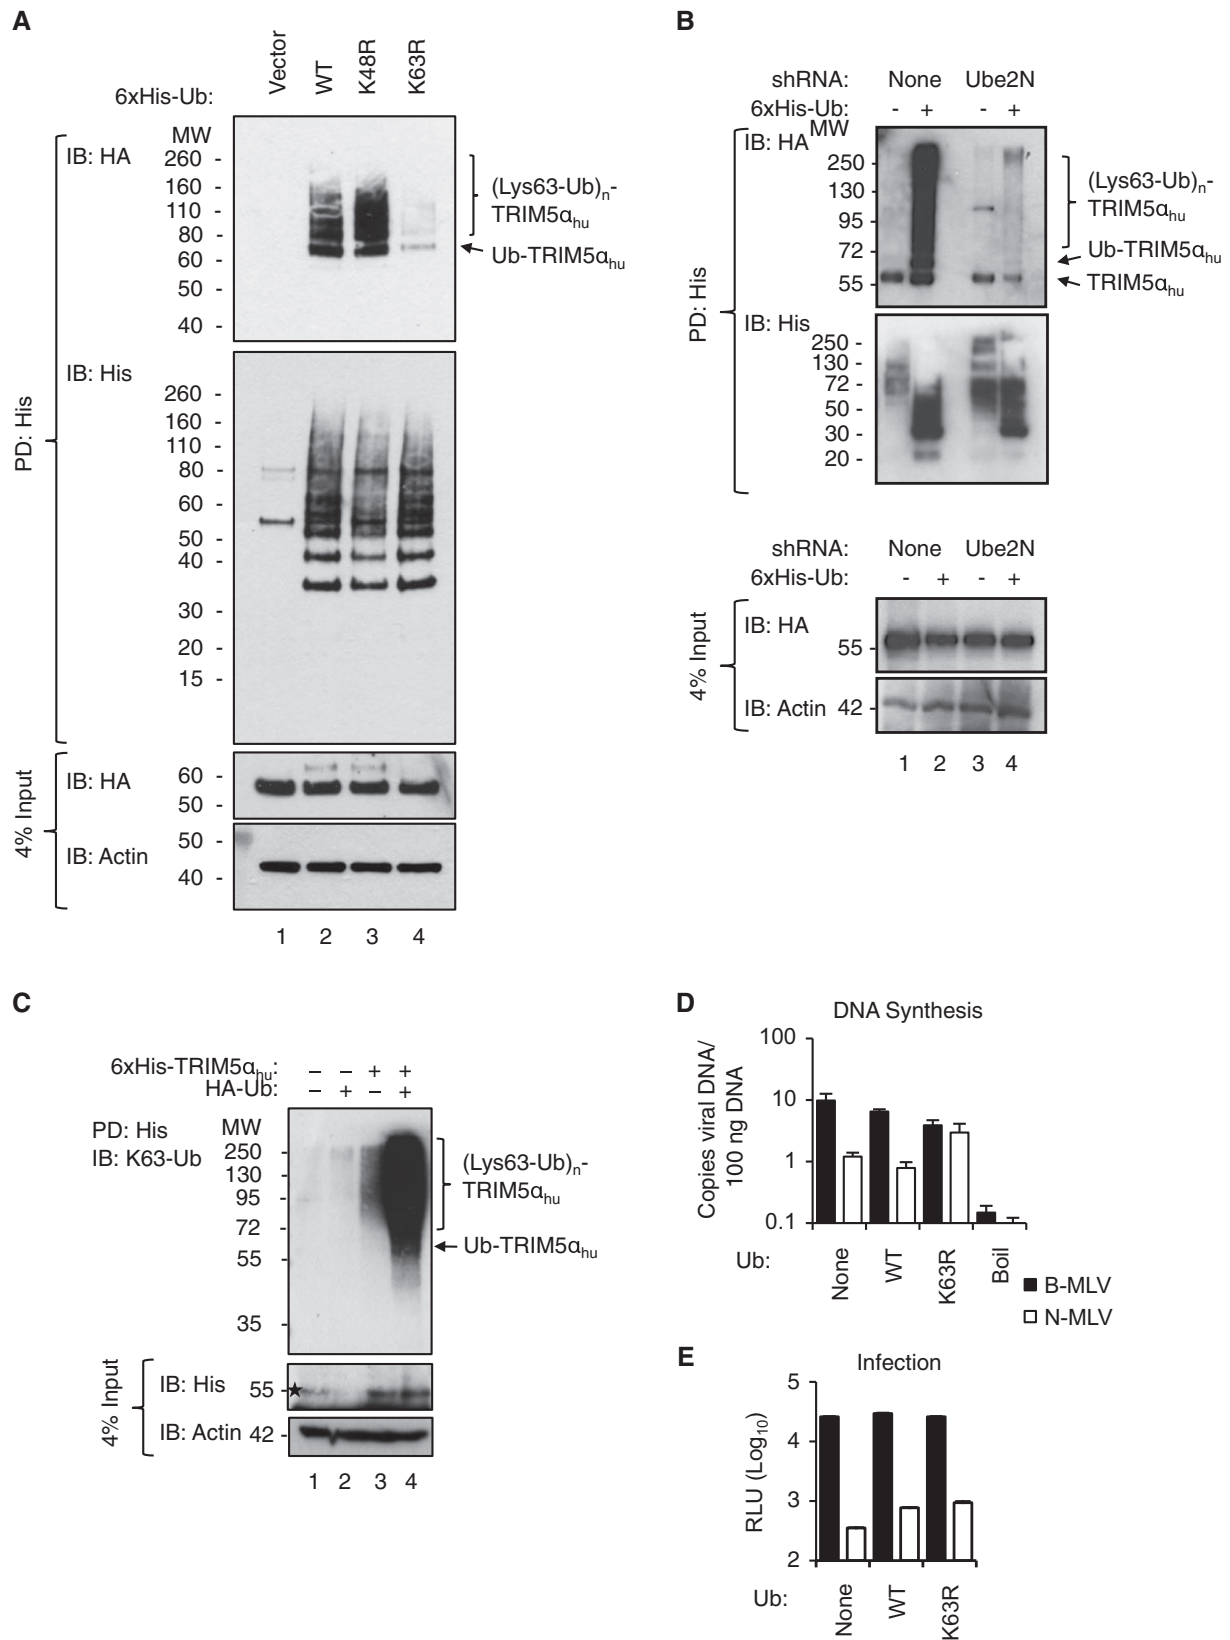 A
6xHis-Ub:
Vector
WT
K48R
K63R
PD: His
IB: HA
MW
260 -
160 -
110 -
80 -
60 -
50 -
40 -
(Lys63-Ub)n-
TRIM5αhu
Ub-TRIM5αhu
IB: His
260 -
160 -
110 -
80 -
60 -
50 -
40 -
30 -
20 -
15 -
4% Input
IB: HA
60 -
50 -
IB: Actin
50 -
40 -
1 2 3 4
B
shRNA: None Ube2N
6xHis-Ub: - + - +
PD: His
IB: HA
MW
250 -
130 -
95 -
72 -
55 -
(Lys63-Ub)n-
TRIM5αhu
Ub-TRIM5αhu
TRIM5αhu
IB: His
250 -
130 -
72 -
50 -
30 -
20 -
shRNA: None Ube2N
6xHis-Ub: - + - +
4% Input
IB: HA
55 -
IB: Actin 42 -
1 2 3 4
C
6xHis-TRIM5αhu: – – + +
HA-Ub: – + – +
PD: His
IB: K63-Ub
MW
250 -
130 -
95 -
72 -
55 -
35 -
(Lys63-Ub)n-
TRIM5αhu
Ub-TRIM5αhu
4% Input
IB: His 55 -★
IB: Actin 42 -
1 2 3 4
D
DNA Synthesis
Copies viral DNA/
100 ng DNA
100
10
1
0.1
Ub:
None
WT
K63R
Boil
■ B-MLV
□ N-MLV
E
Infection
RLU (Log10)
5
4
3
2
Ub:
None
WT
K63R